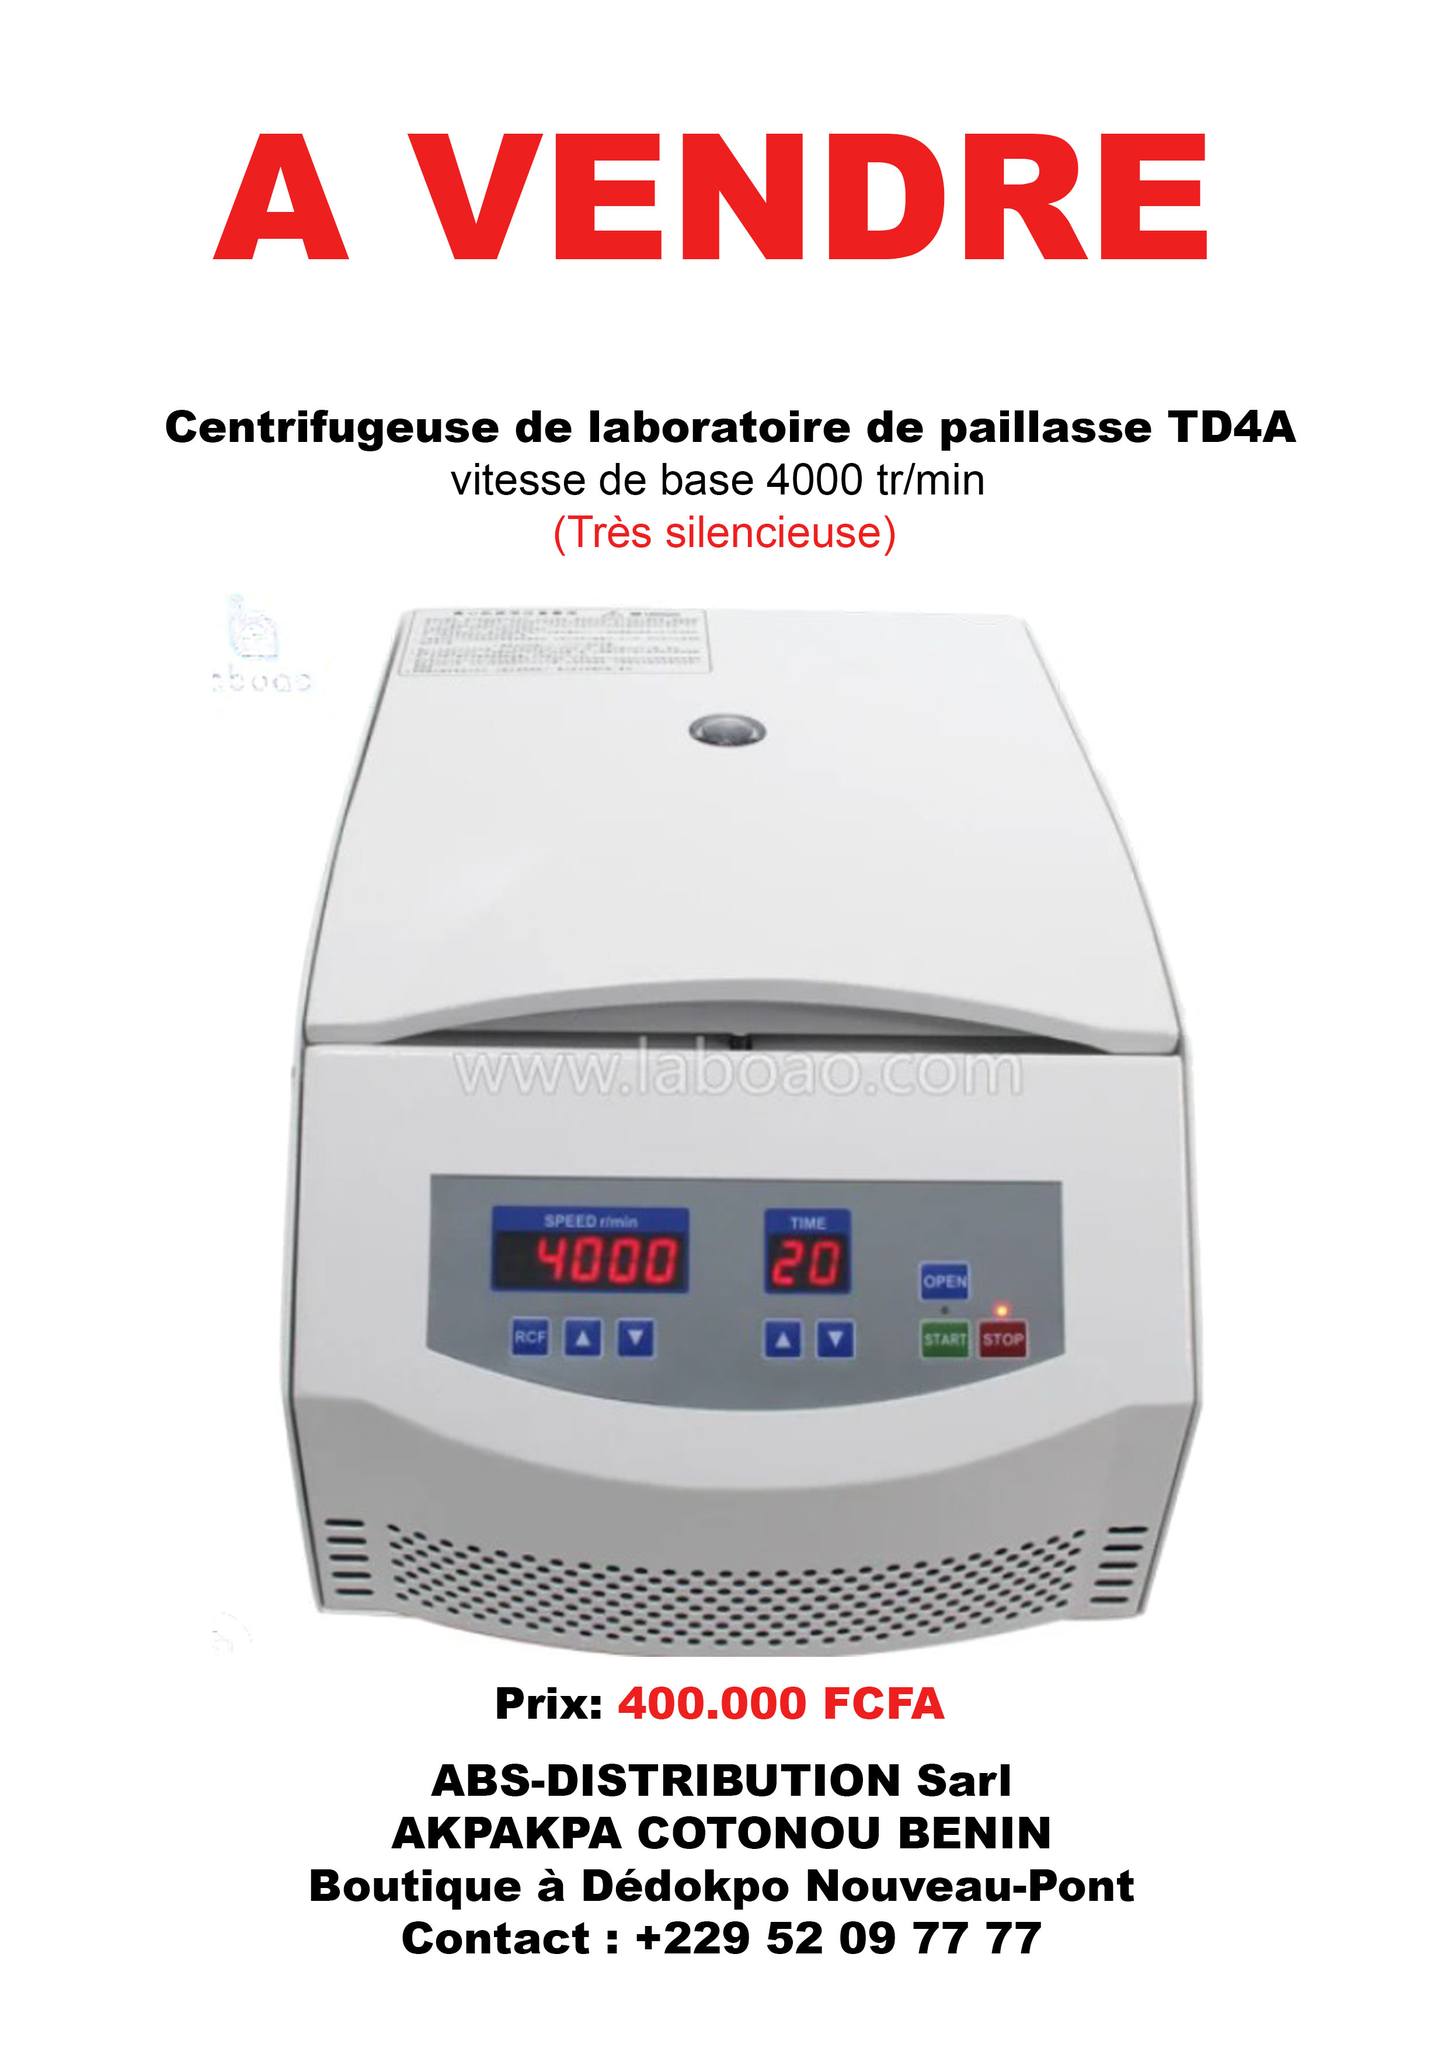 A VENDRE
Centrifugeuse de laboratoire de paillasse TD4A
vitesse de base 4000 tr/min
(Très silencieuse)
www.laboao.com
SPEED r/min
TIME
4000
20
OPEN
RCF
START
STOP
Prix: 400.000 FCFA
ABS-DISTRIBUTION Sarl
AKPAKPA COTONOU BENIN
Boutique à Dédokpo Nouveau-Pont
Contact : +229 52 09 77 77